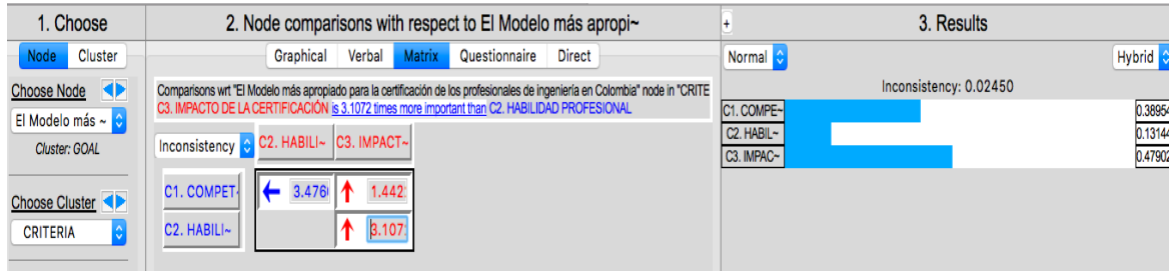 1. Choose
2. Node comparisons with respect to El Modelo más apropi~
+
3. Results
Node
Cluster
Graphical
Verbal
Matrix
Questionnaire
Direct
Normal
Hybrid
Choose Node
El Modelo más ~
Cluster: GOAL
Choose Cluster
CRITERIA
Comparisons wrt "El Modelo más apropiado para la certificación de los profesionales de ingeniería en Colombia" node in "CRITE
C3. IMPACTO DE LA CERTIFICACIÓN is 3.1072 times more important than C2. HABILIDAD PROFESIONAL
Inconsistency
C2. HABILI~
C3. IMPACT~
C1. COMPET
3.476
1.442
C2. HABILI~
3.107
Inconsistency: 0.02450
C1. COMPE~
0.38954
C2. HABIL~
0.13144
C3. IMPAC~
0.47902